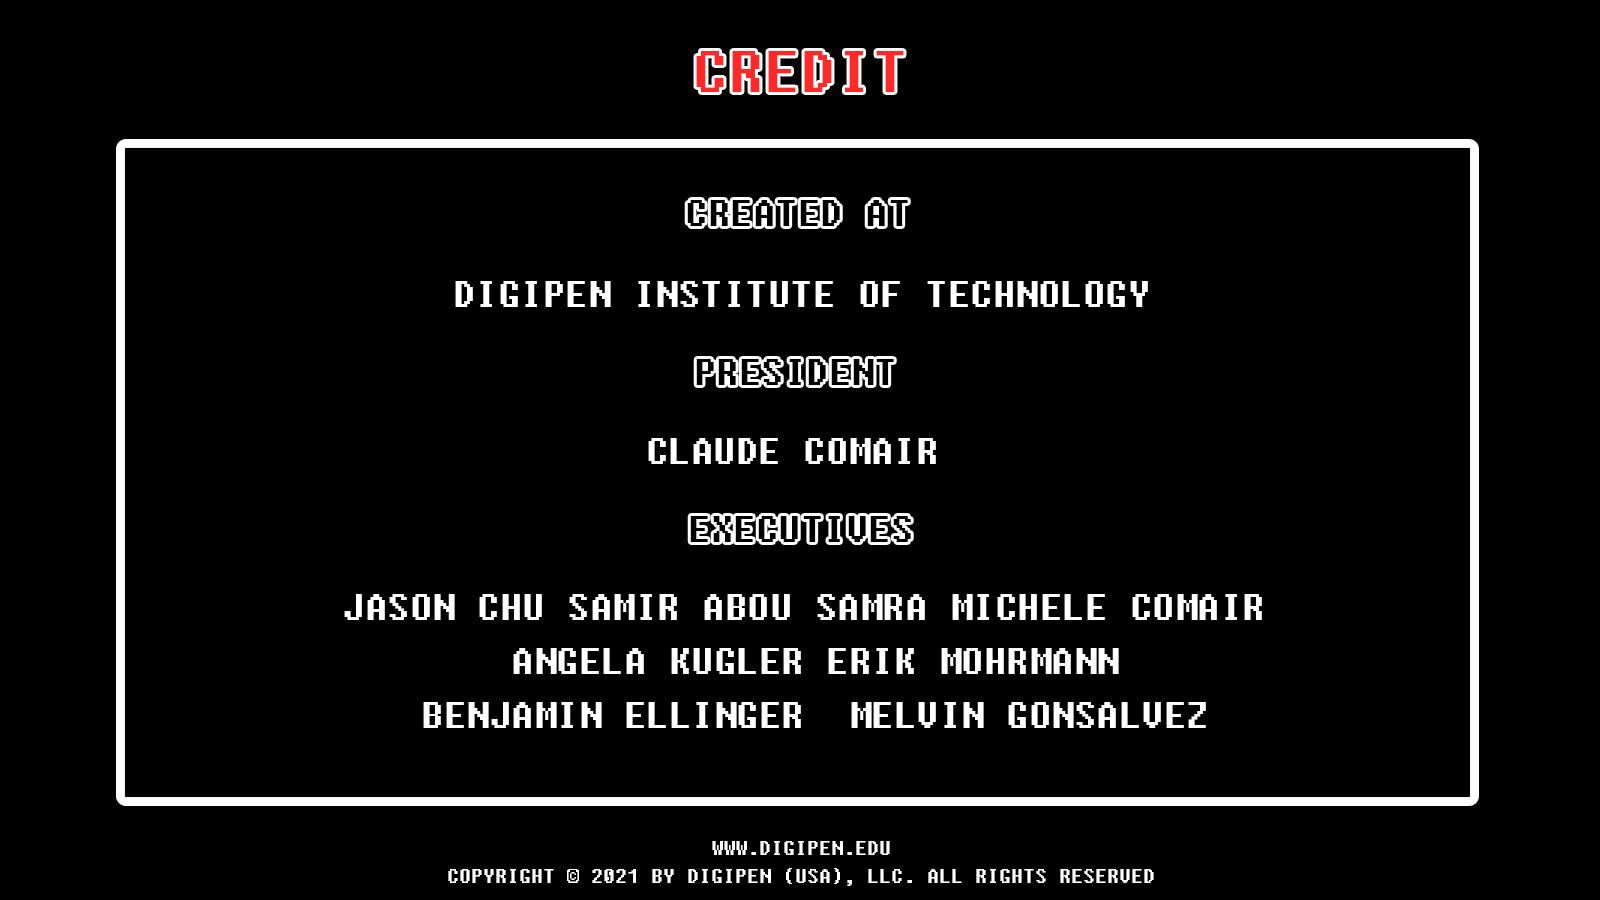 CREDIT
CREATED AT
DIGIPEN INSTITUTE OF TECHNOLOGY
PRESIDENT
CLAUDE COMAIR
EXECUTIVES
JASON CHU SAMIR ABOU SAMRA MICHELE COMAIR
ANGELA KUGLER ERIK MOHRMANN
BENJAMIN ELLINGER  MELVIN GONSALVEZ
WWW.DIGIPEN.EDU
COPYRIGHT © 2021 BY DIGIPEN (USA), LLC. ALL RIGHTS RESERVED